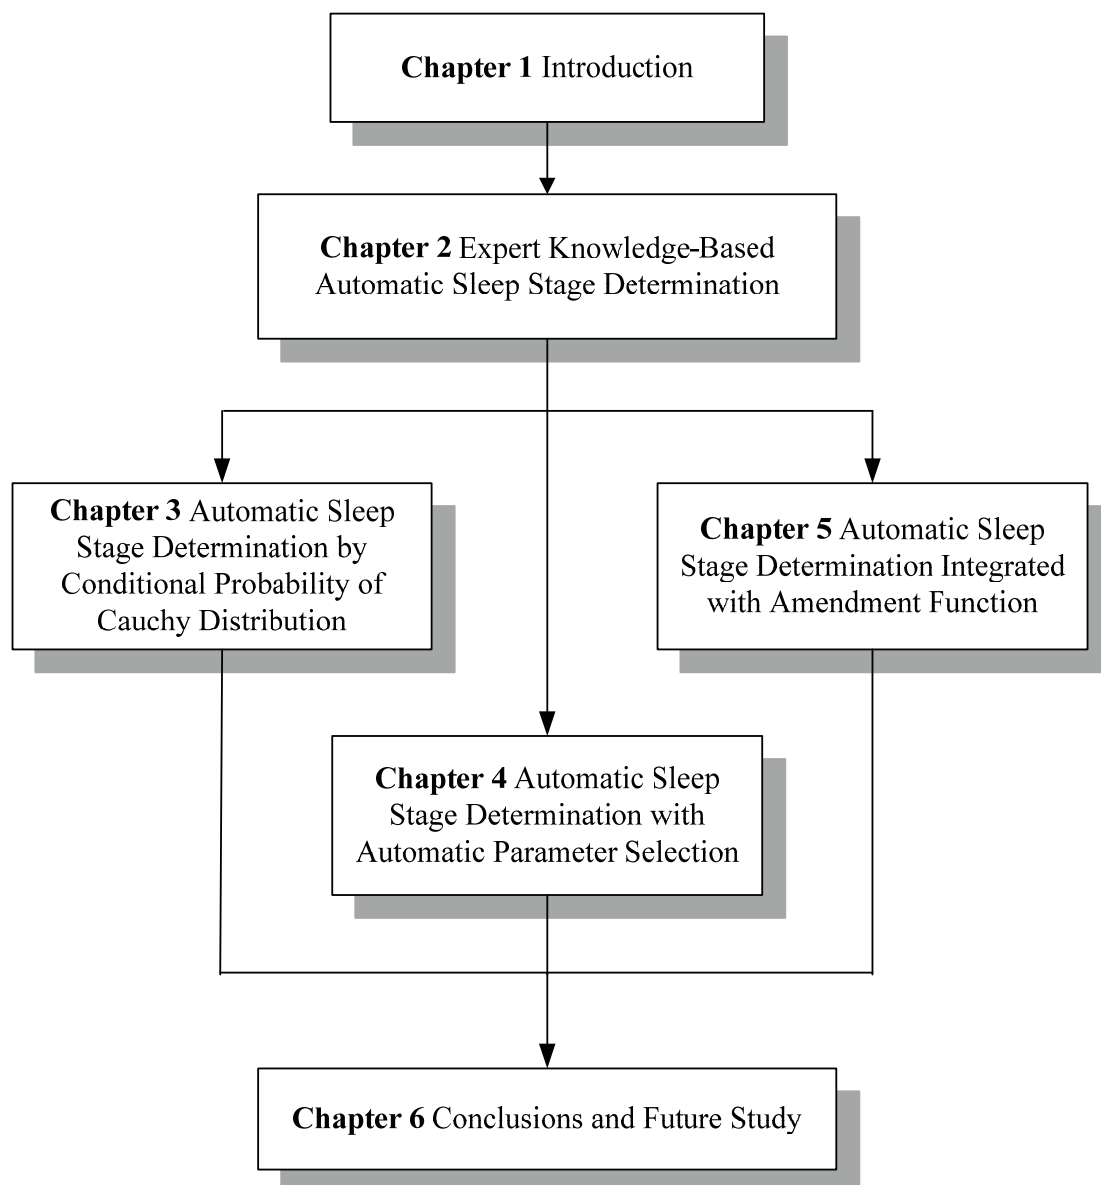 Chapter 1 Introduction
Chapter 2 Expert Knowledge-Based
Automatic Sleep Stage Determination
Chapter 3 Automatic Sleep
Stage Determination by
Conditional Probability of
Cauchy Distribution
Chapter 5 Automatic Sleep
Stage Determination Integrated
with Amendment Function
Chapter 4 Automatic Sleep
Stage Determination with
Automatic Parameter Selection
Chapter 6 Conclusions and Future Study